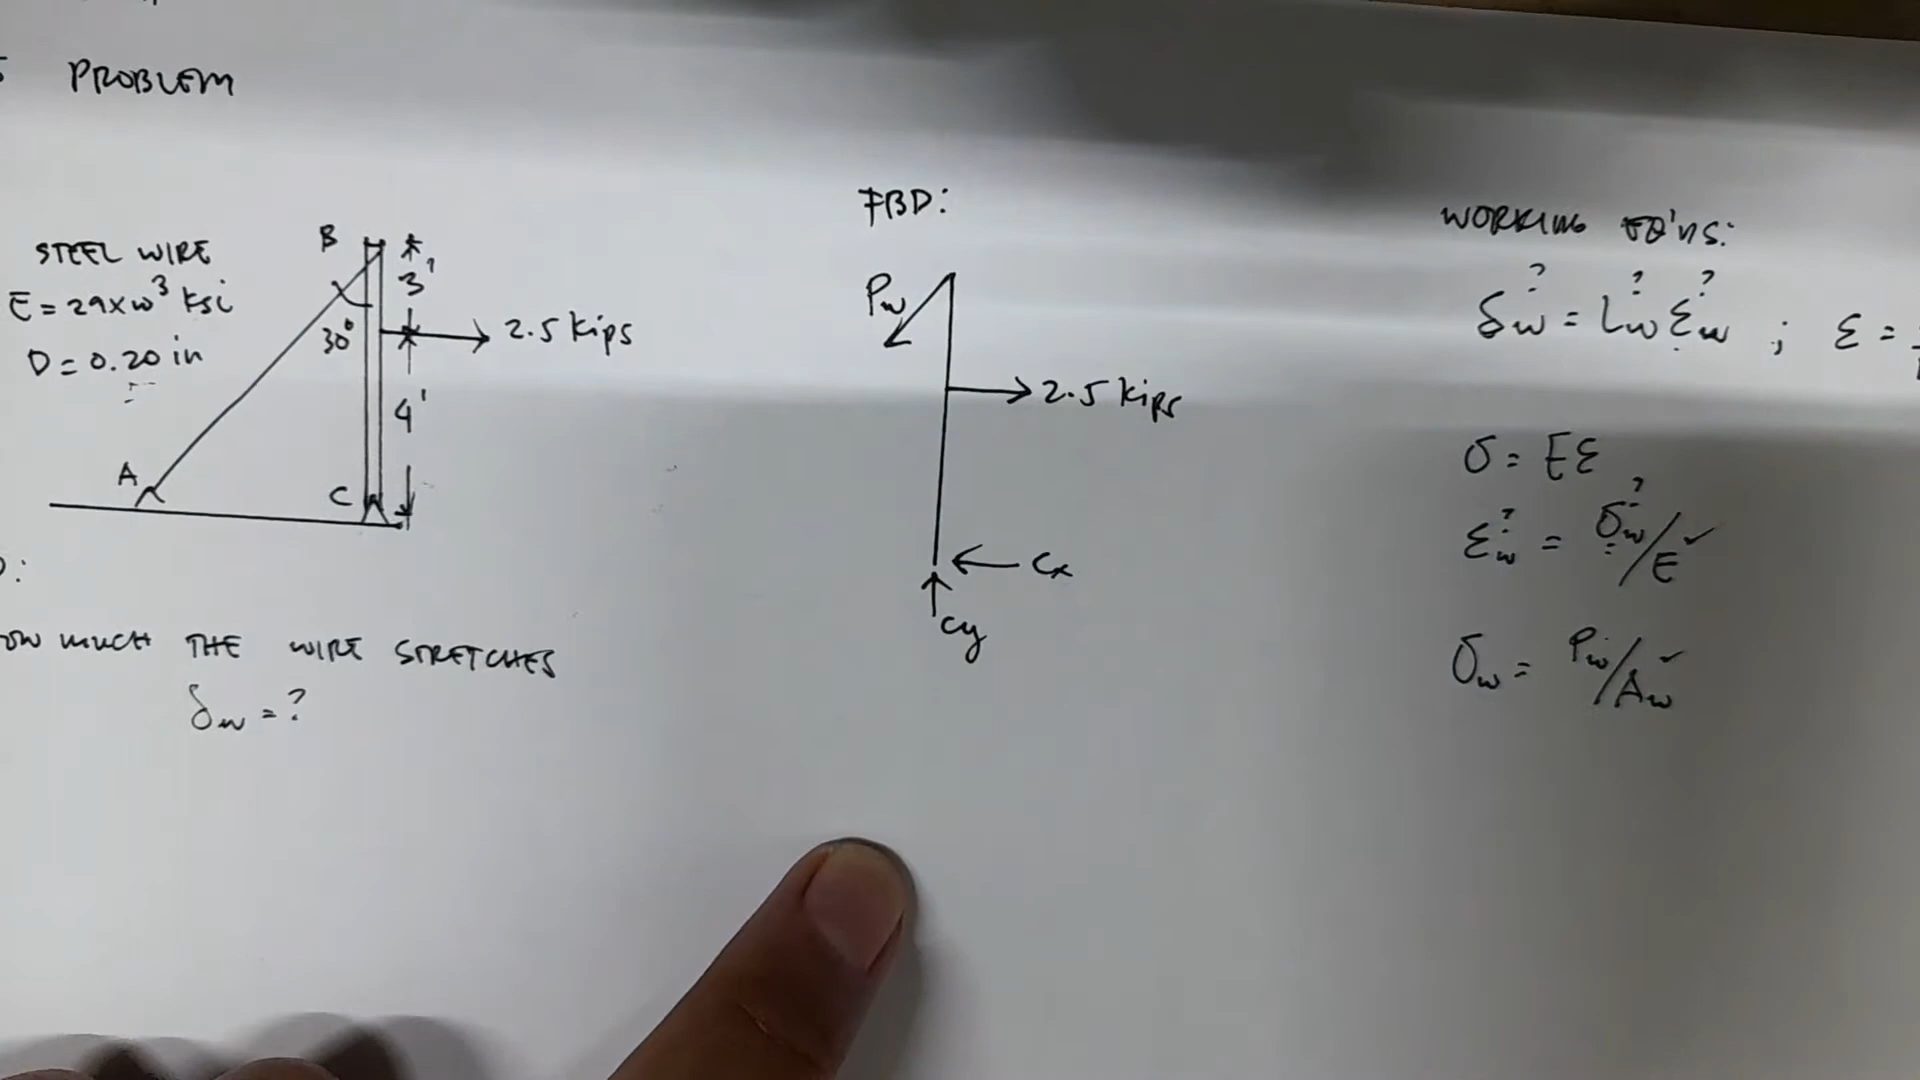 PROBLEM
STEEL WIRE
E = 29x10³ ksi
D = 0.20 in
B
30°
3'
2.5 kips
4'
A
C
OW MUCH THE WIRE STRETCHES
δw = ?
FBD:
Pw
2.5 kips
Cx
Cy
WORKING EQ'NS:
δw? = Lw? εw? ; ε =
σ = Eε
εw? = σw?/E ✓
σw = Pw/Aw ✓